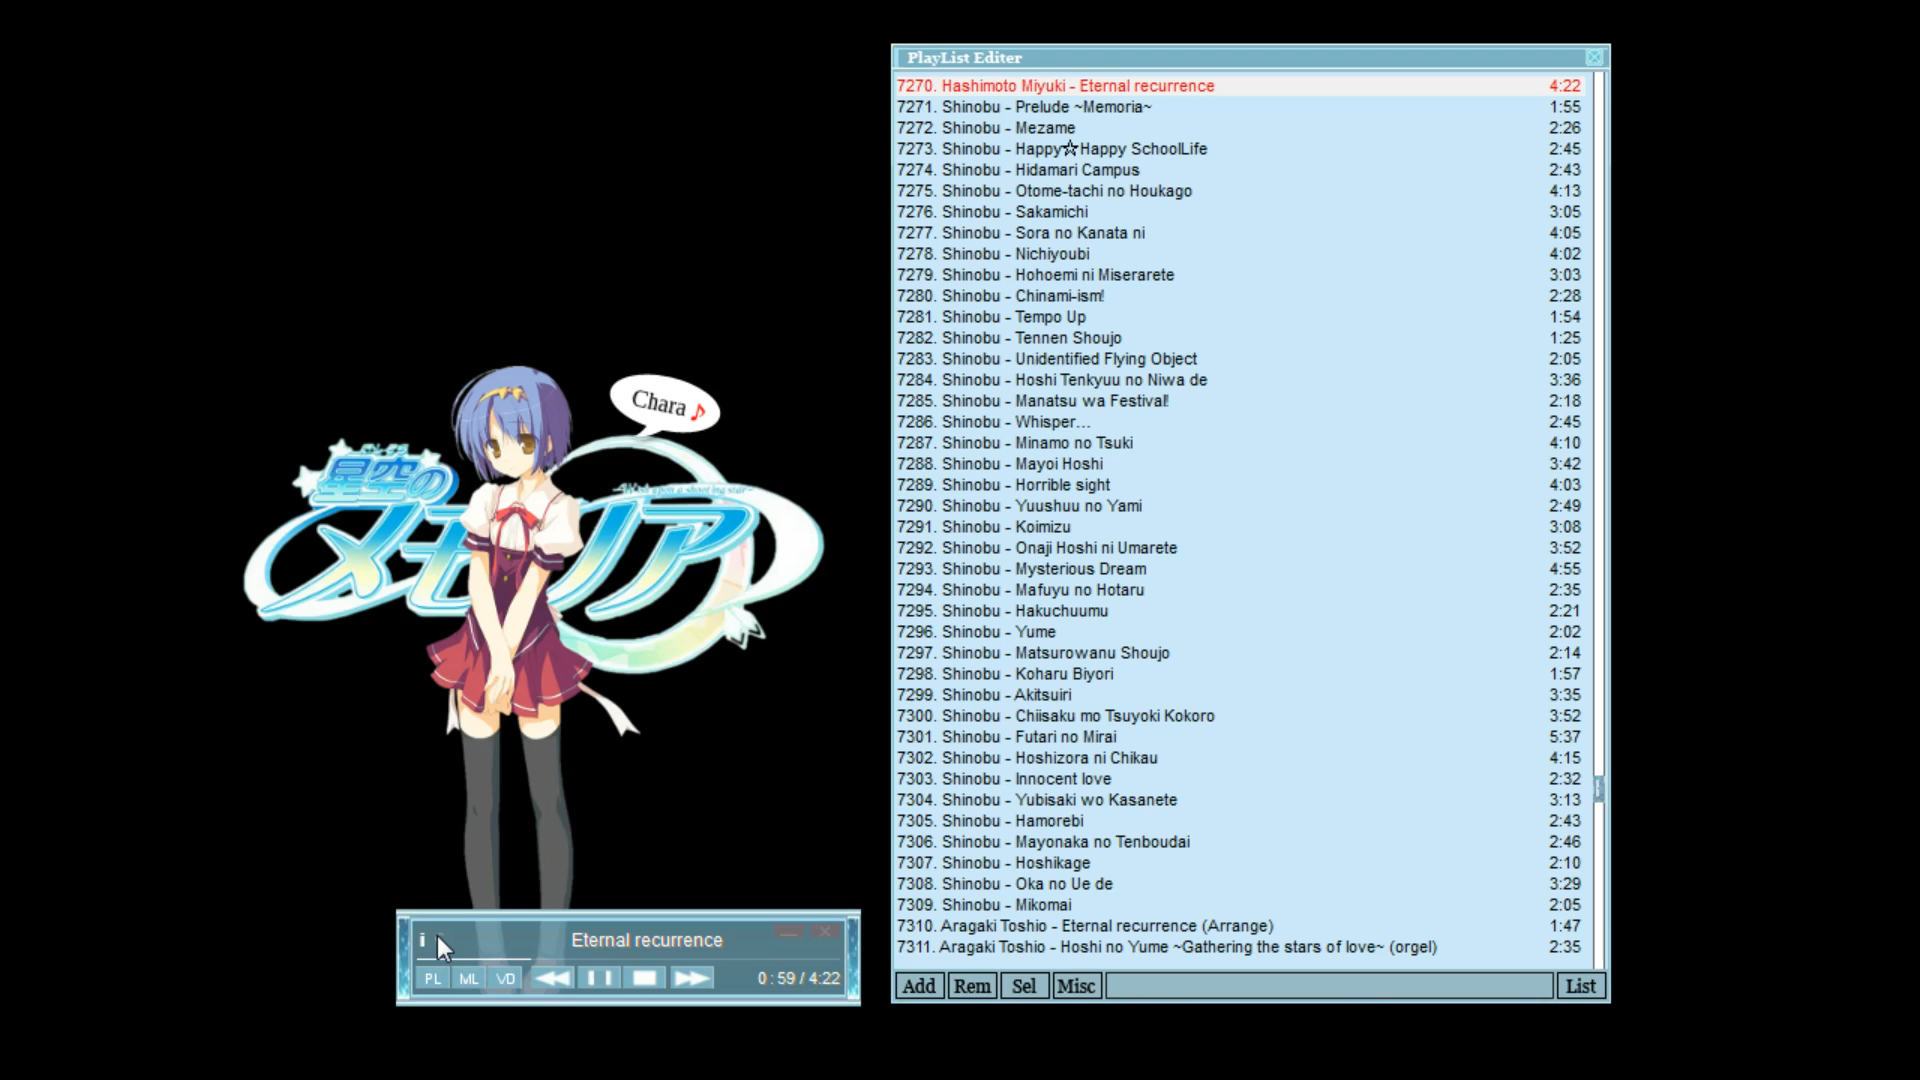 Chara♪
星空の
メモリア
-Wish upon a shooting star-
i
Eternal recurrence
PL ML VD
0:59 / 4:22
PlayList Editer
7270. Hashimoto Miyuki - Eternal recurrence 4:22
7271. Shinobu - Prelude ~Memoria~ 1:55
7272. Shinobu - Mezame 2:26
7273. Shinobu - Happy☆Happy SchoolLife 2:45
7274. Shinobu - Hidamari Campus 2:43
7275. Shinobu - Otome-tachi no Houkago 4:13
7276. Shinobu - Sakamichi 3:05
7277. Shinobu - Sora no Kanata ni 4:05
7278. Shinobu - Nichiyoubi 4:02
7279. Shinobu - Hohoemi ni Miserarete 3:03
7280. Shinobu - Chinami-ism! 2:28
7281. Shinobu - Tempo Up 1:54
7282. Shinobu - Tennen Shoujo 1:25
7283. Shinobu - Unidentified Flying Object 2:05
7284. Shinobu - Hoshi Tenkyuu no Niwa de 3:36
7285. Shinobu - Manatsu wa Festival! 2:18
7286. Shinobu - Whisper... 2:45
7287. Shinobu - Minamo no Tsuki 4:10
7288. Shinobu - Mayoi Hoshi 3:42
7289. Shinobu - Horrible sight 4:03
7290. Shinobu - Yuushuu no Yami 2:49
7291. Shinobu - Koimizu 3:08
7292. Shinobu - Onaji Hoshi ni Umarete 3:52
7293. Shinobu - Mysterious Dream 4:55
7294. Shinobu - Mafuyu no Hotaru 2:35
7295. Shinobu - Hakuchuumu 2:21
7296. Shinobu - Yume 2:02
7297. Shinobu - Matsurowanu Shoujo 2:14
7298. Shinobu - Koharu Biyori 1:57
7299. Shinobu - Akitsuiri 3:35
7300. Shinobu - Chiisaku mo Tsuyoki Kokoro 3:52
7301. Shinobu - Futari no Mirai 5:37
7302. Shinobu - Hoshizora ni Chikau 4:15
7303. Shinobu - Innocent love 2:32
7304. Shinobu - Yubisaki wo Kasanete 3:13
7305. Shinobu - Hamorebi 2:43
7306. Shinobu - Mayonaka no Tenboudai 2:46
7307. Shinobu - Hoshikage 2:10
7308. Shinobu - Oka no Ue de 3:29
7309. Shinobu - Mikomai 2:05
7310. Aragaki Toshio - Eternal recurrence (Arrange) 1:47
7311. Aragaki Toshio - Hoshi no Yume ~Gathering the stars of love~ (orgel) 2:35
Add Rem Sel Misc List